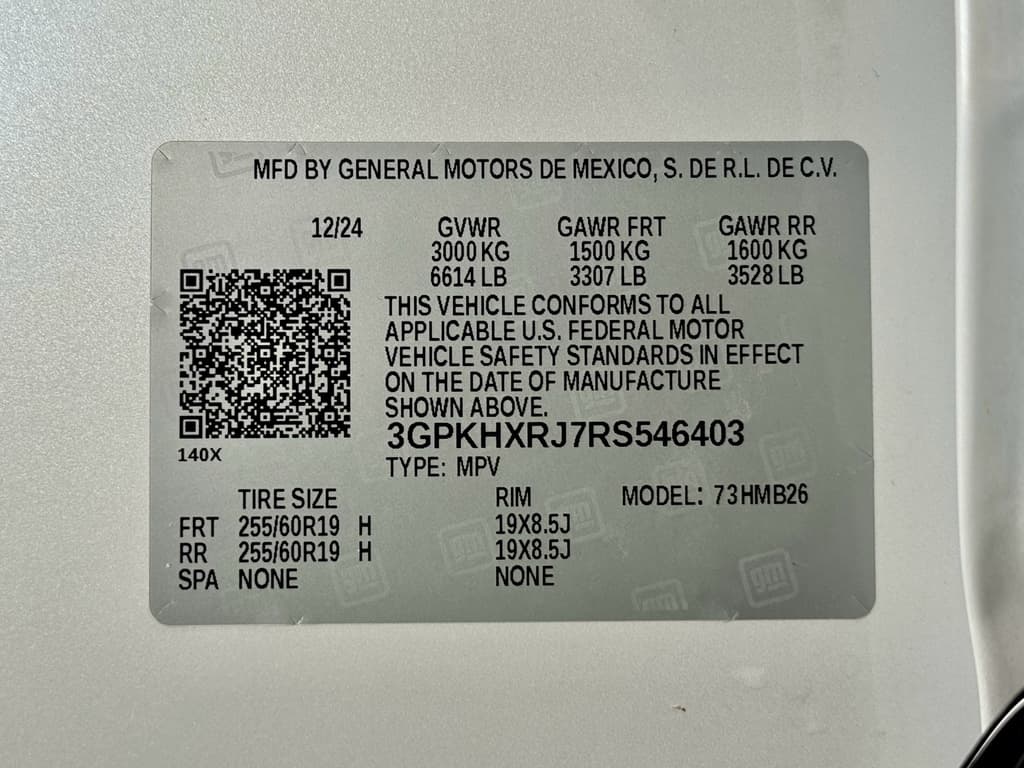 MFD BY GENERAL MOTORS DE MEXICO, S. DE R.L. DE C.V.
12/24 GVWR GAWR FRT GAWR RR
3000 KG 1500 KG 1600 KG
6614 LB 3307 LB 3528 LB
THIS VEHICLE CONFORMS TO ALL
APPLICABLE U.S. FEDERAL MOTOR
VEHICLE SAFETY STANDARDS IN EFFECT
ON THE DATE OF MANUFACTURE
SHOWN ABOVE.
3GPKHXRJ7RS546403
140X
TYPE: MPV
TIRE SIZE RIM MODEL: 73HMB26
FRT 255/60R19 H 19X8.5J
RR 255/60R19 H 19X8.5J
SPA NONE NONE